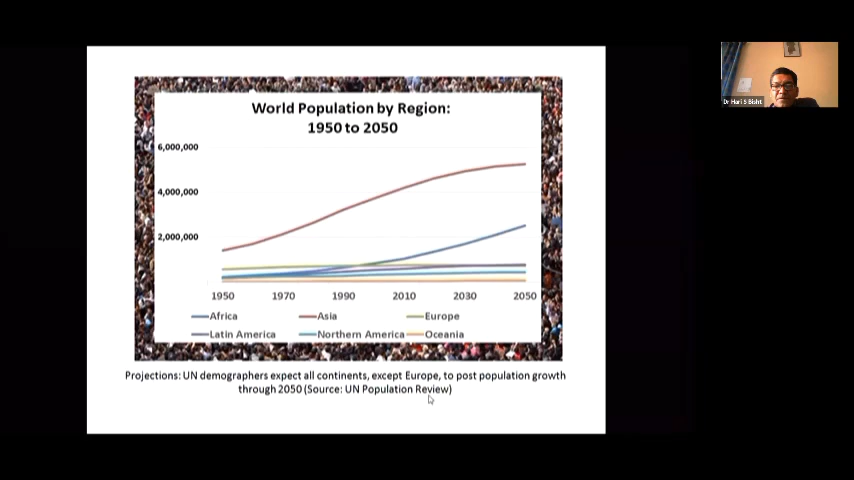 World Population by Region:
1950 to 2050
6,000,000
4,000,000
2,000,000
1950 1970 1990 2010 2030 2050
Africa Asia Europe
Latin America Northern America Oceania
Projections: UN demographers expect all continents, except Europe, to post population growth
through 2050 (Source: UN Population Review)
Dr Hari S Bisht